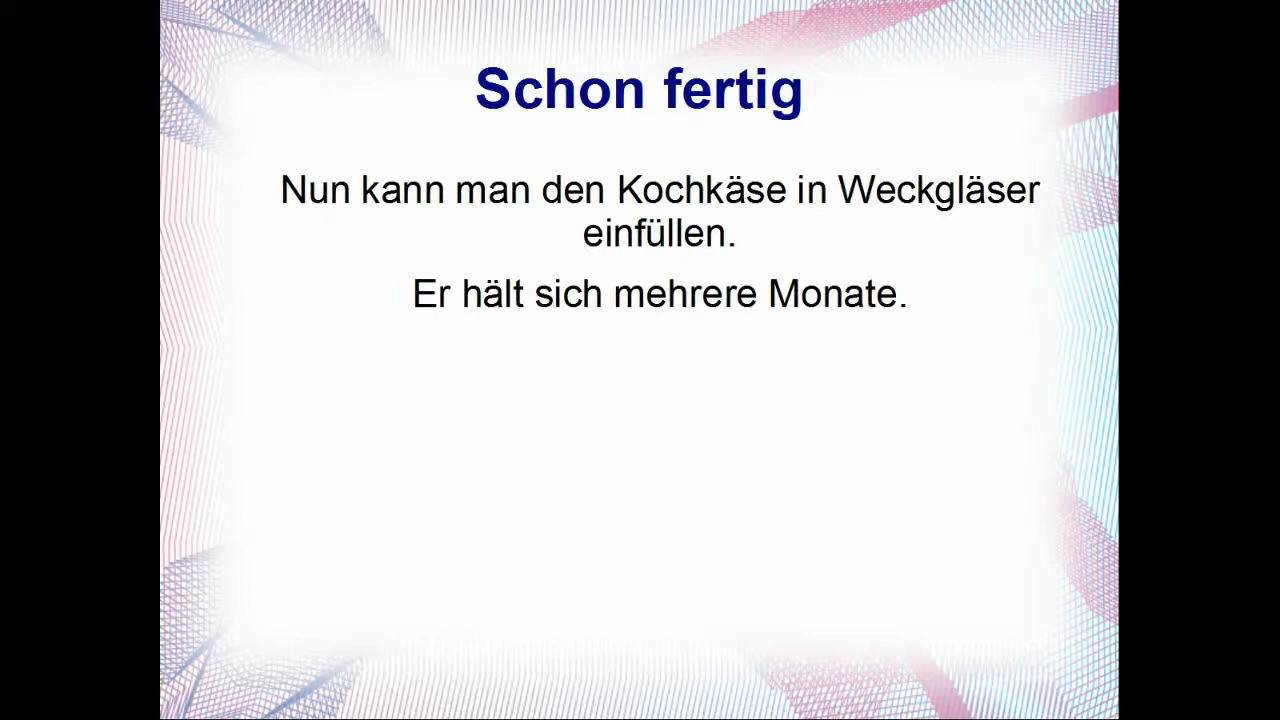 Schon fertig
Nun kann man den Kochkäse in Weckgläser
einfüllen.
Er hält sich mehrere Monate.